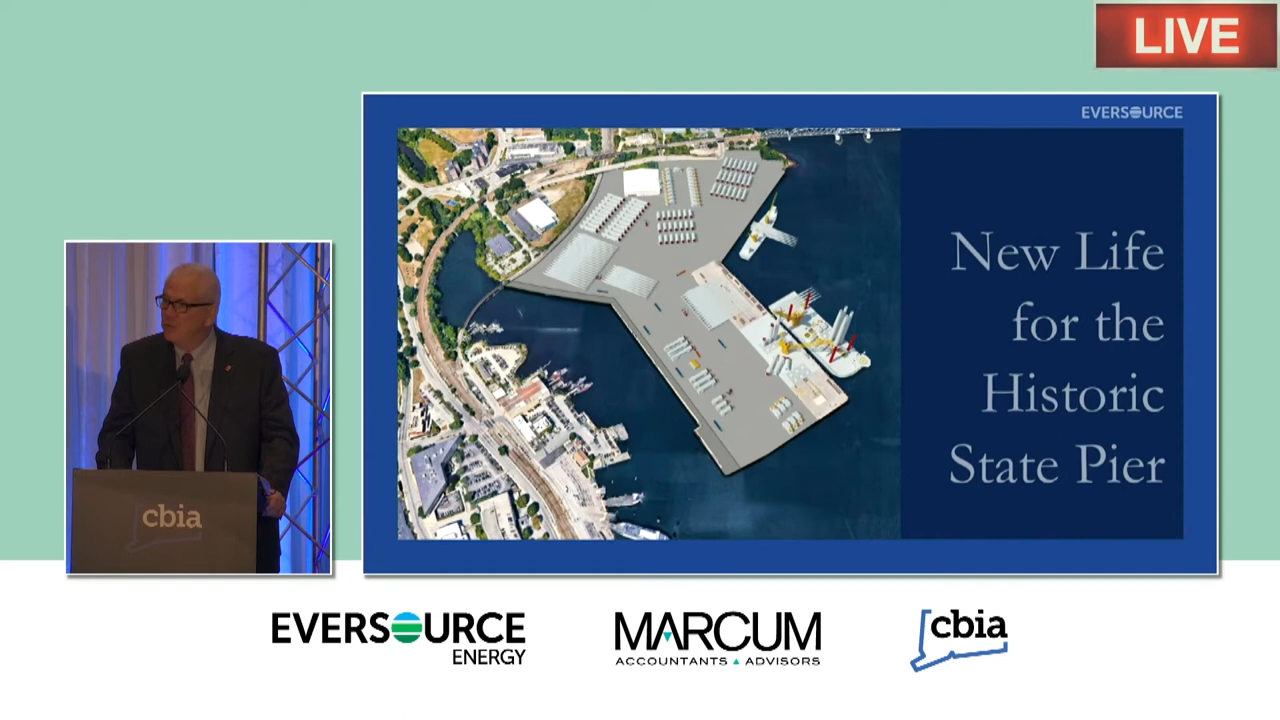 LIVE
EVERSOURCE
New Life
for the
Historic
State Pier
cbia
EVERSOURCE
ENERGY
MARCUM
ACCOUNTANTS ADVISORS
cbia